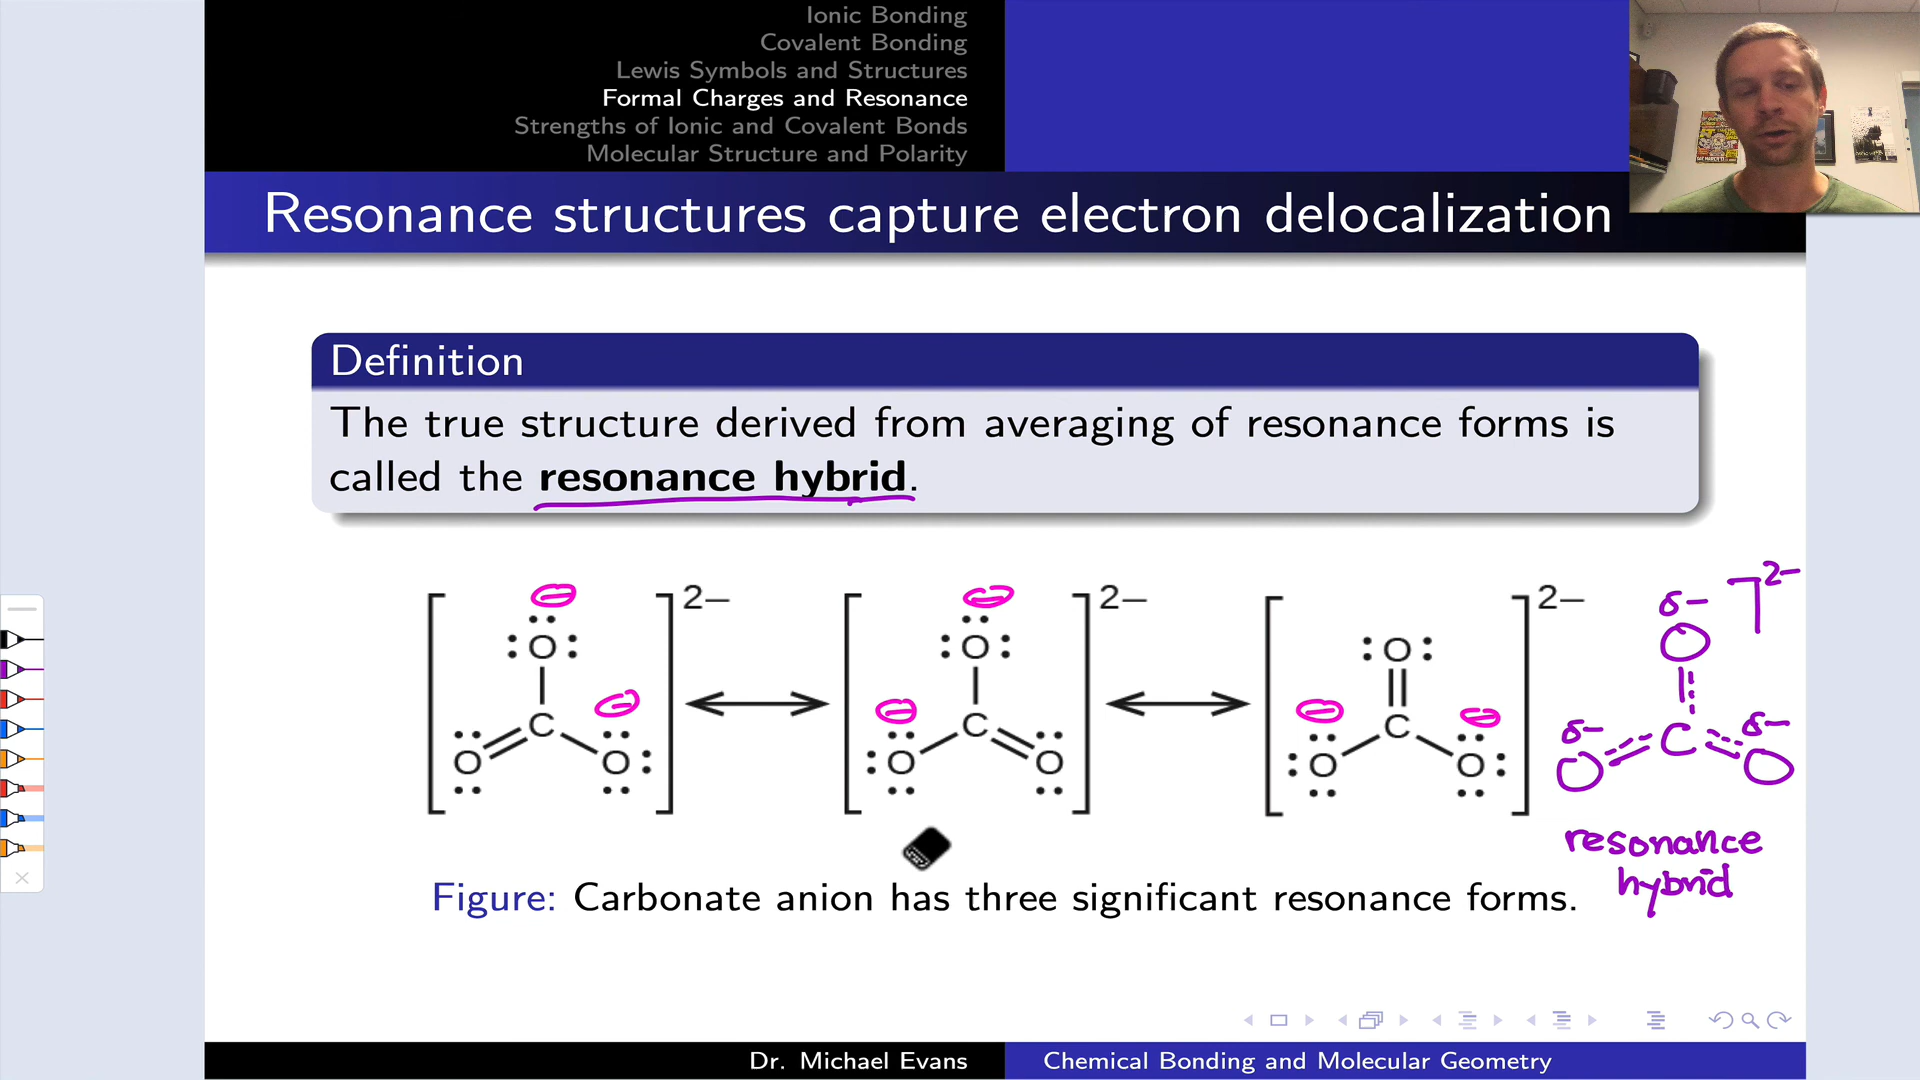 Ionic Bonding
Covalent Bonding
Lewis Symbols and Structures
Formal Charges and Resonance
Strengths of Ionic and Covalent Bonds
Molecular Structure and Polarity
Resonance structures capture electron delocalization
Definition
The true structure derived from averaging of resonance forms is
called the resonance hybrid.
[ O C O O ]2−
[ O C O O ]2−
[ O C O O ]2−
δ− O ]2−
δ− O C δ− O
resonance
hybrid
Figure: Carbonate anion has three significant resonance forms.
Dr. Michael Evans
Chemical Bonding and Molecular Geometry